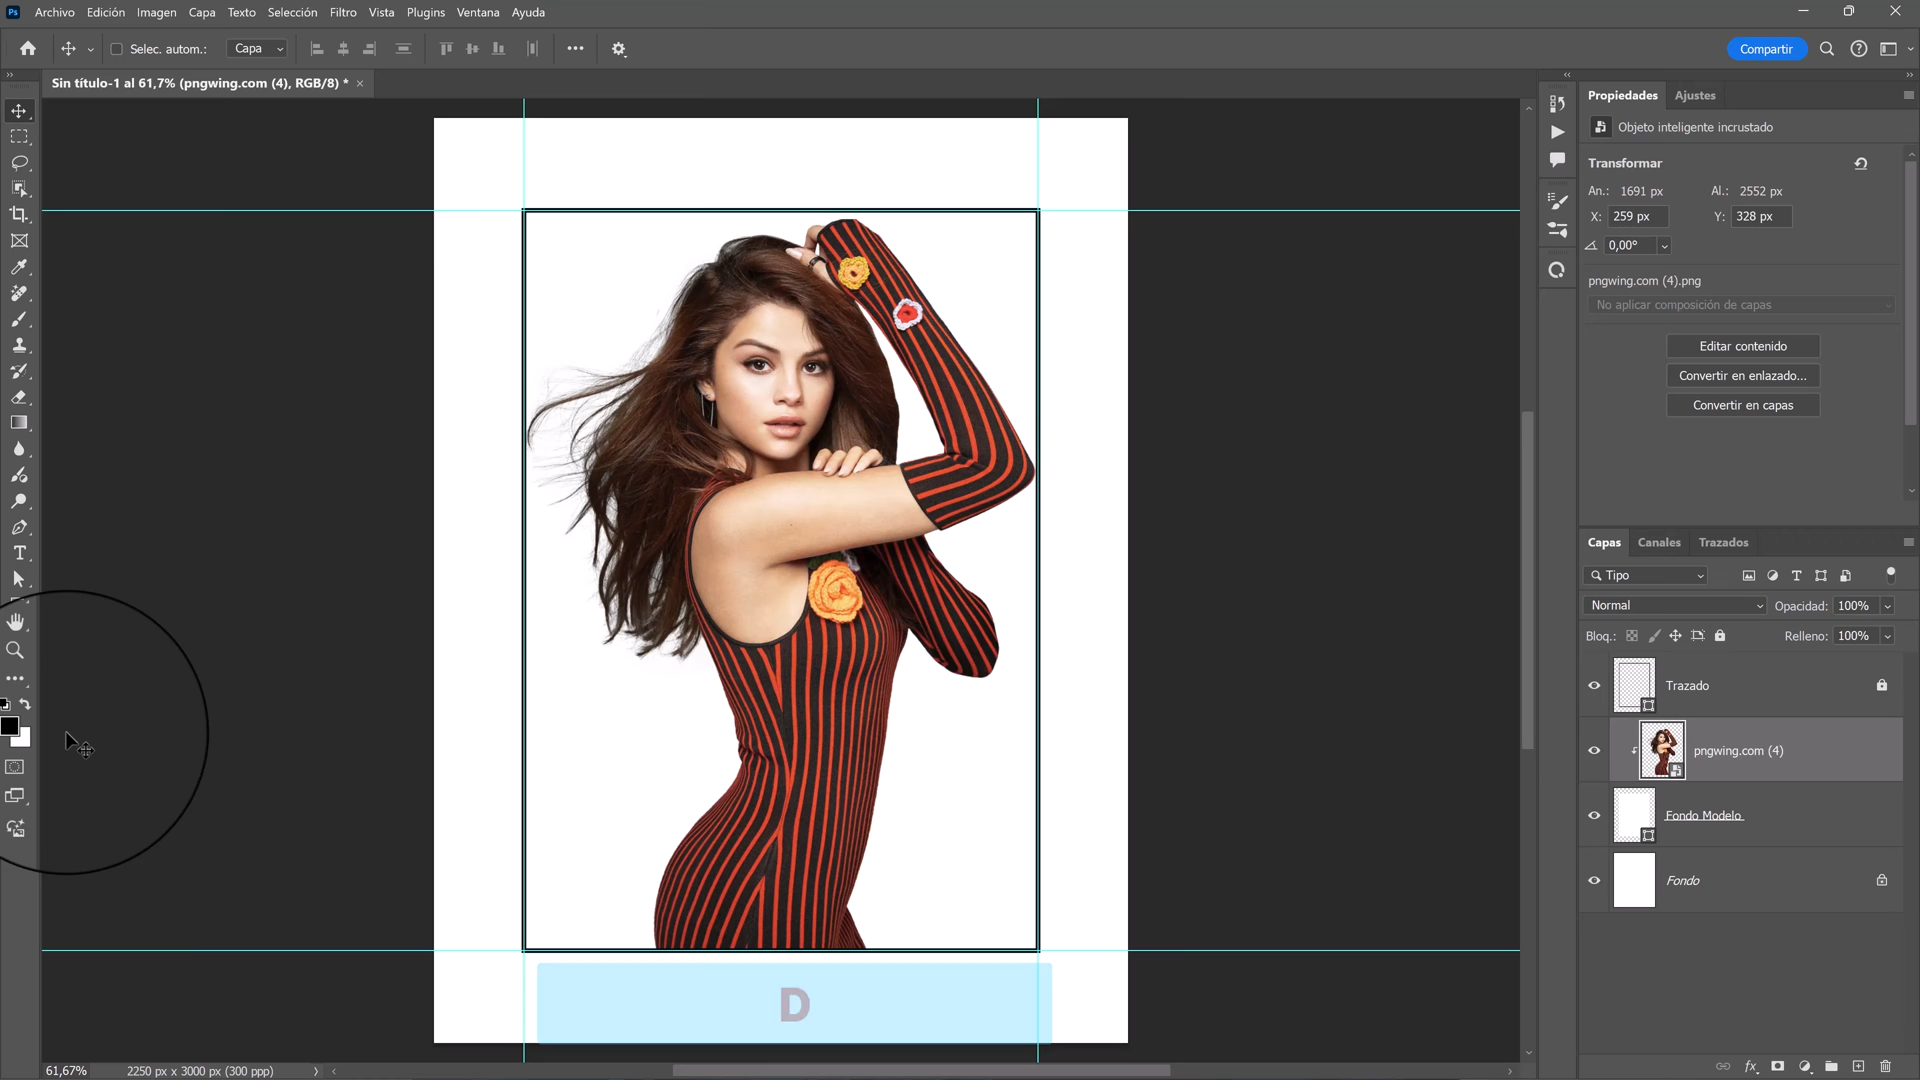 Ps Archivo Edición Imagen Capa Texto Selección Filtro Vista Plugins Ventana Ayuda
Selec. autom.: Capa Compartir
Sin título-1 al 61,7% (pngwing.com (4), RGB/8) *
Propiedades Ajustes
Objeto inteligente incrustado
Transformar
An.: 1691 px Al.: 2552 px
X: 259 px Y: 328 px
0,00°
pngwing.com (4).png
No aplicar composición de capas
Editar contenido
Convertir en enlazado...
Convertir en capas
Capas Canales Trazados
Tipo
Normal Opacidad: 100%
Bloq.: Relleno: 100%
Trazado
pngwing.com (4)
Fondo Modelo
Fondo
D
61,67% 2250 px x 3000 px (300 ppp)